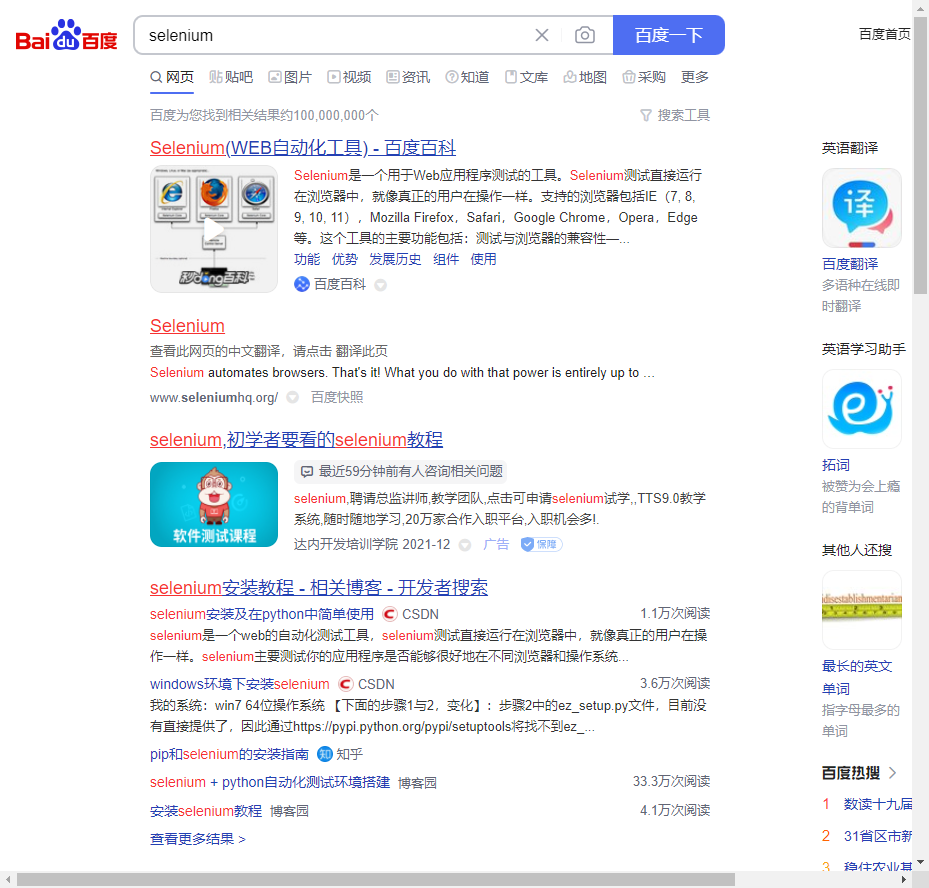 Bai du 百度
selenium
百度一下
百度首页
网页 贴吧 图片 视频 资讯 知道 文库 地图 采购 更多
百度为您找到相关结果约100,000,000个
搜索工具
Selenium(WEB自动化工具) - 百度百科
Selenium是一个用于Web应用程序测试的工具。Selenium测试直接运行
在浏览器中，就像真正的用户在操作一样。支持的浏览器包括IE（7, 8,
9, 10, 11），Mozilla Firefox，Safari，Google Chrome，Opera，Edge
等。这个工具的主要功能包括：测试与浏览器的兼容性—...
功能 优势 发展历史 组件 使用
秒dong百科
百度百科
Selenium
查看此网页的中文翻译，请点击 翻译此页
Selenium automates browsers. That's it! What you do with that power is entirely up to ...
www.seleniumhq.org/ 百度快照
selenium,初学者要看的selenium教程
软件测试课程
最近59分钟前有人咨询相关问题
selenium,聘请总监讲师,教学团队,点击可申请selenium试学,,TTS9.0教学
系统,随时随地学习,20万家合作入职平台,入职机会多!.
达内开发培训学院 2021-12 广告 保障
selenium安装教程 - 相关博客 - 开发者搜索
selenium安装及在python中简单使用 CSDN 1.1万次阅读
selenium是一个web的自动化测试工具，selenium测试直接运行在浏览器中，就像真正的用户在操
作一样。selenium主要测试你的应用程序是否能够很好地在不同浏览器和操作系统...
windows环境下安装selenium CSDN 3.6万次阅读
我的系统：win7 64位操作系统 【下面的步骤1与2，变化】：步骤2中的ez_setup.py文件，目前没
有直接提供了，因此通过https://pypi.python.org/pypi/setuptools将找不到ez_...
pip和selenium的安装指南 知 知乎
selenium + python自动化测试环境搭建 博客园 33.3万次阅读
安装selenium教程 博客园 4.1万次阅读
查看更多结果 >
英语翻译
译
百度翻译
多语种在线即
时翻译
英语学习助手
拓词
被赞为会上瘾
的背单词
其他人还搜
disestablishmentarian
最长的英文
单词
指字母最多的
单词
百度热搜
1 数读十九届
2 31省区市新
3 稳住农业基